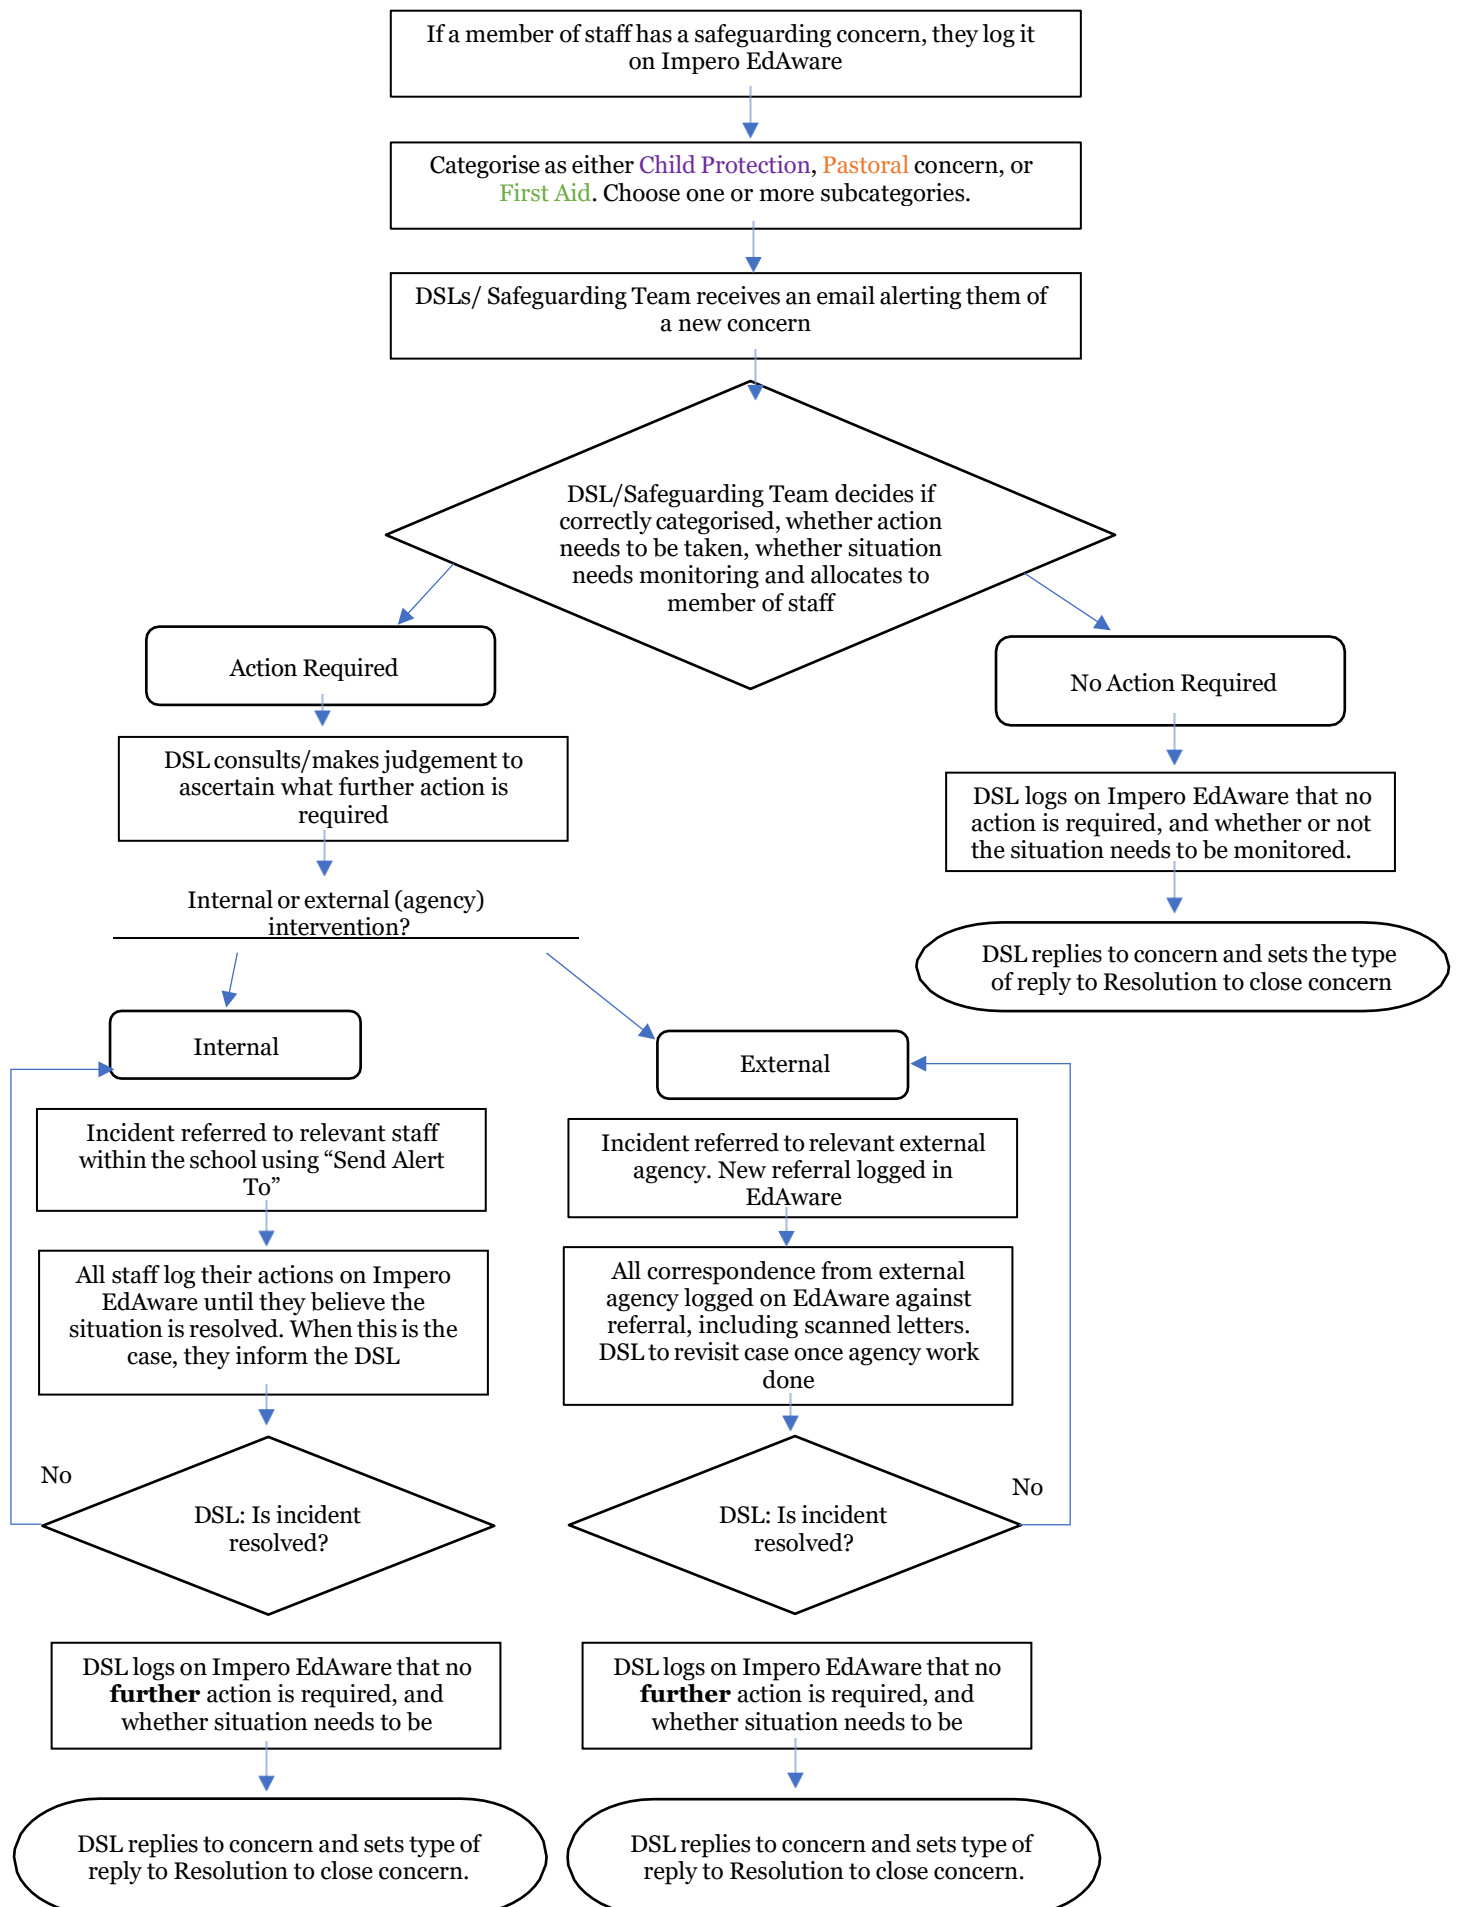 If a member of staff has a safeguarding concern, they log it
on Impero EdAware
Categorise as either Child Protection, Pastoral concern, or
First Aid. Choose one or more subcategories.
DSLs/ Safeguarding Team receives an email alerting them of
a new concern
DSL/Safeguarding Team decides if
correctly categorised, whether action
needs to be taken, whether situation
needs monitoring and allocates to
member of staff
Action Required
No Action Required
DSL consults/makes judgement to
ascertain what further action is
required
DSL logs on Impero EdAware that no
action is required, and whether or not
the situation needs to be monitored.
Internal or external (agency)
intervention?
DSL replies to concern and sets the type
of reply to Resolution to close concern
Internal
External
Incident referred to relevant staff
within the school using “Send Alert
To”
Incident referred to relevant external
agency. New referral logged in
EdAware
All staff log their actions on Impero
EdAware until they believe the
situation is resolved. When this is the
case, they inform the DSL
All correspondence from external
agency logged on EdAware against
referral, including scanned letters.
DSL to revisit case once agency work
done
No
DSL: Is incident
resolved?
No
DSL: Is incident
resolved?
DSL logs on Impero EdAware that no
further action is required, and
whether situation needs to be
DSL logs on Impero EdAware that no
further action is required, and
whether situation needs to be
DSL replies to concern and sets type of
reply to Resolution to close concern.
DSL replies to concern and sets type of
reply to Resolution to close concern.